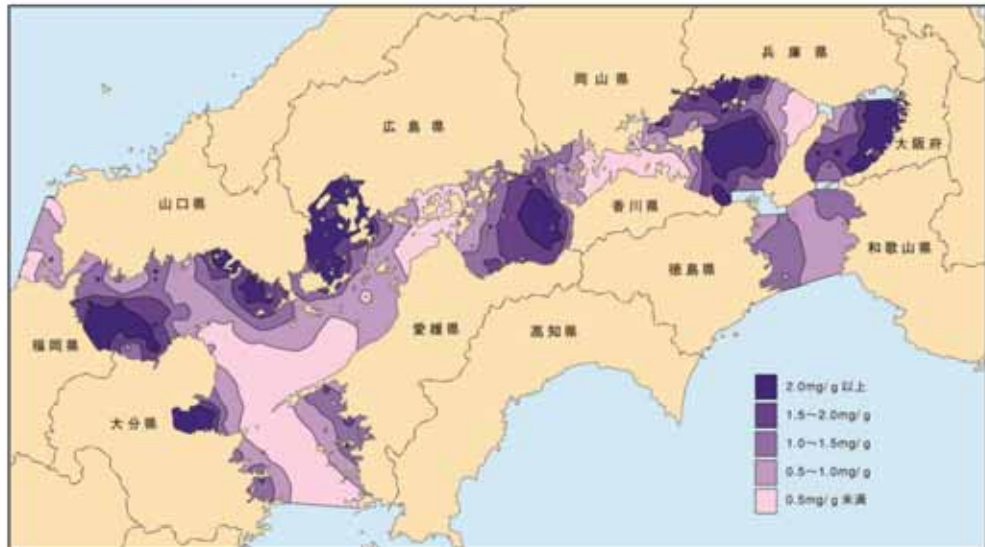 兵庫県
岡山県
広島県
大阪府
山口県
香川県
和歌山県
徳島県
愛媛県
高知県
福岡県
大分県
2.0mg/g 以上
1.5~2.0mg/g
1.0~1.5mg/g
0.5~1.0mg/g
0.5mg/g 未満